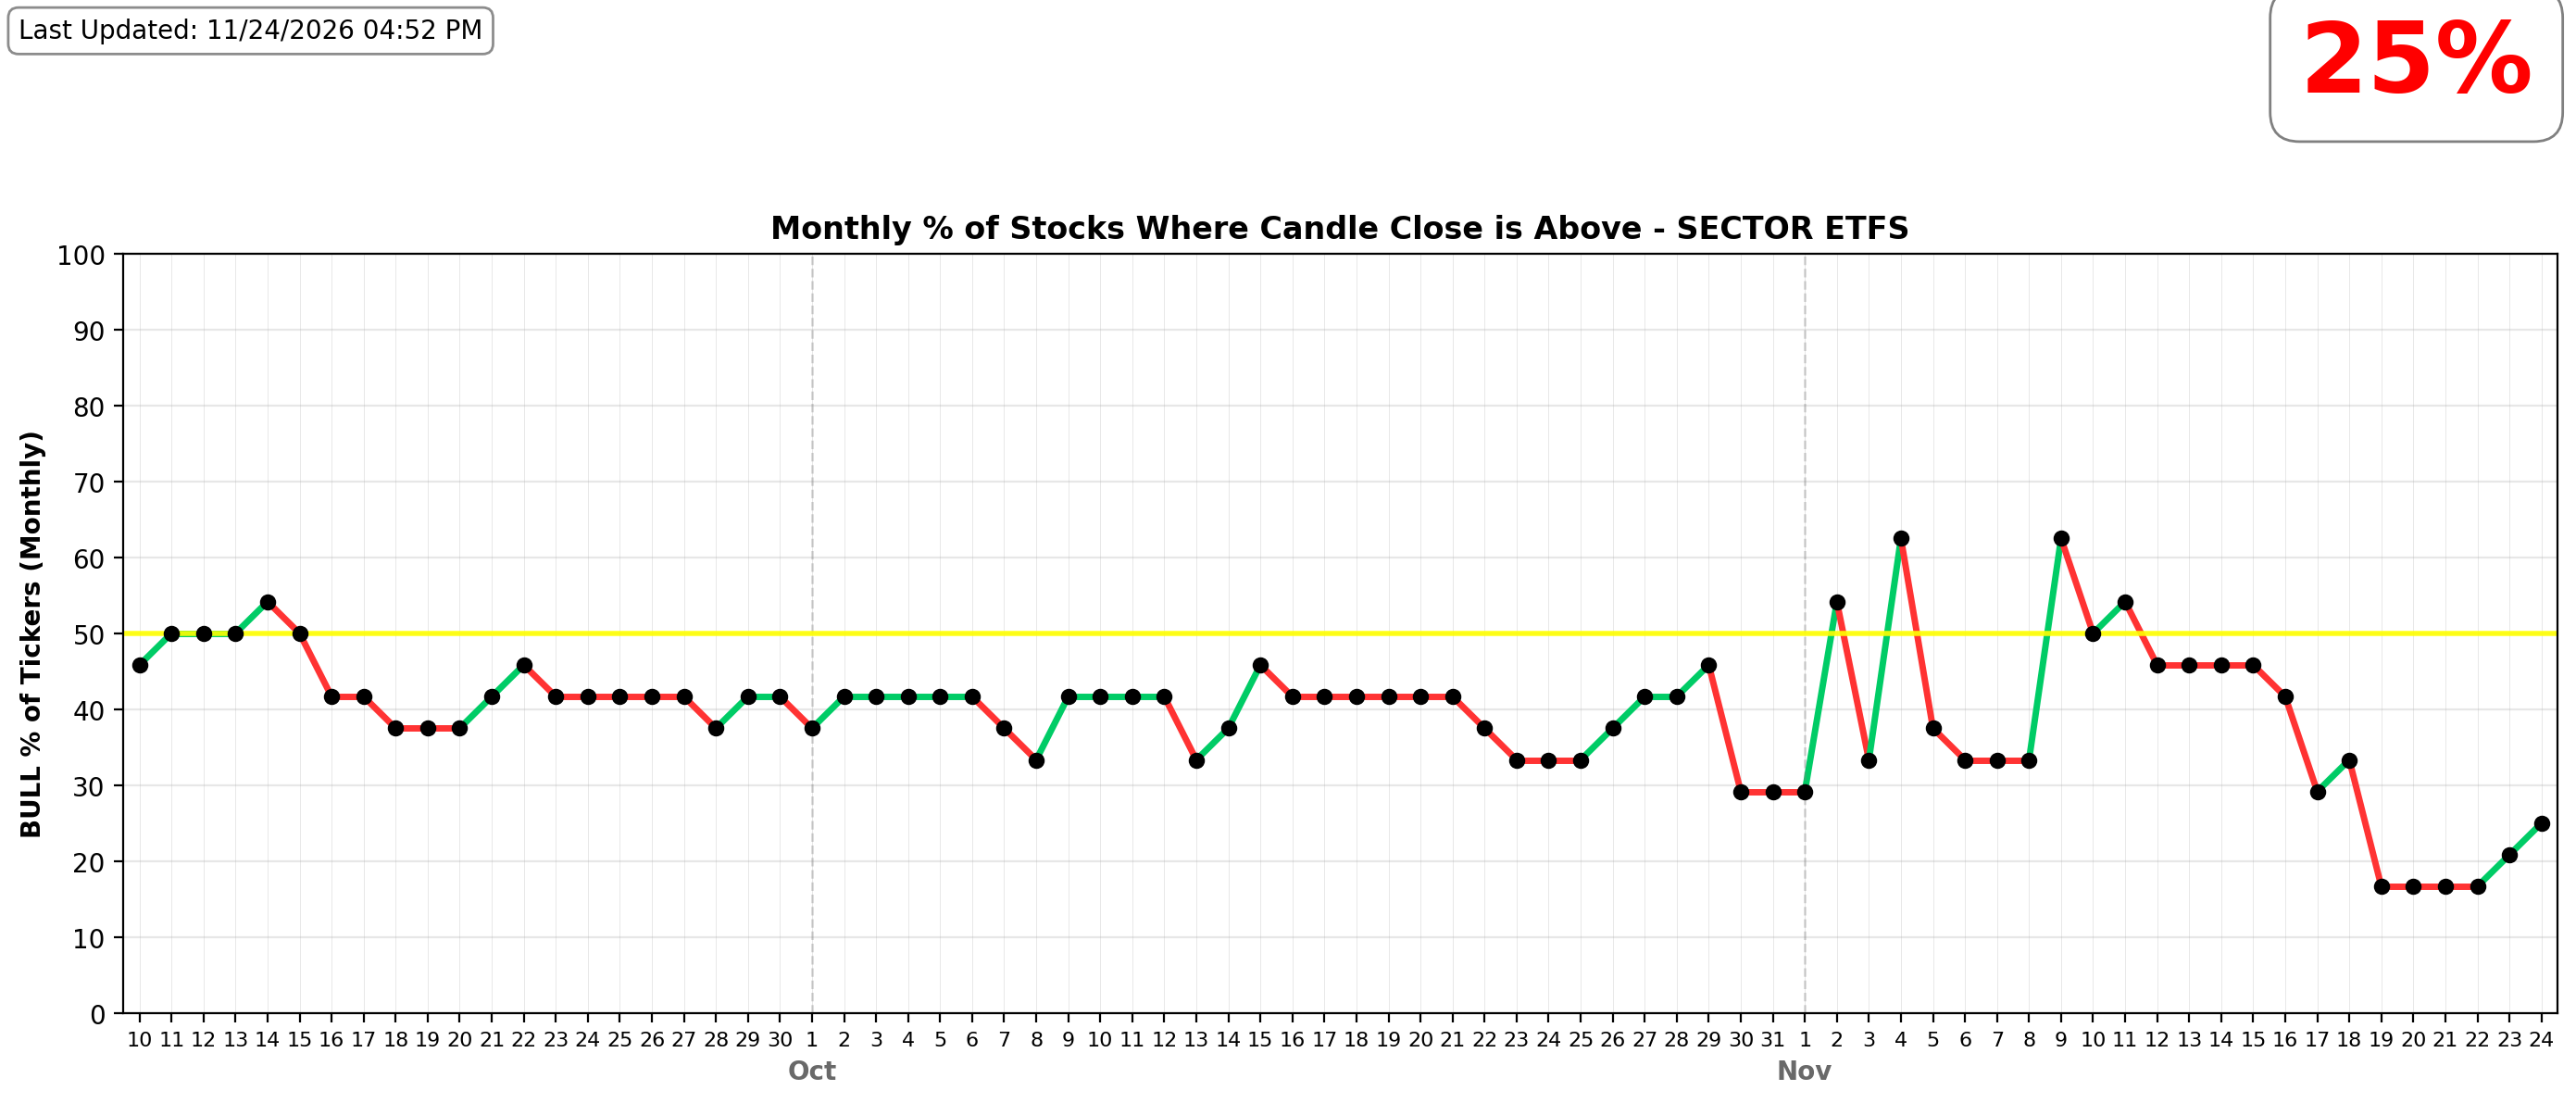 Last Updated: 11/24/2026 04:52 PM
25%
Monthly % of Stocks Where Candle Close is Above - SECTOR ETFS
BULL % of Tickers (Monthly)
100
90
80
70
60
50
40
30
20
10
0
10 11 12 13 14 15 16 17 18 19 20 21 22 23 24 25 26 27 28 29 30 1 2 3 4 5 6 7 8 9 10 11 12 13 14 15 16 17 18 19 20 21 22 23 24 25 26 27 28 29 30 31 1 2 3 4 5 6 7 8 9 10 11 12 13 14 15 16 17 18 19 20 21 22 23 24
Oct Nov